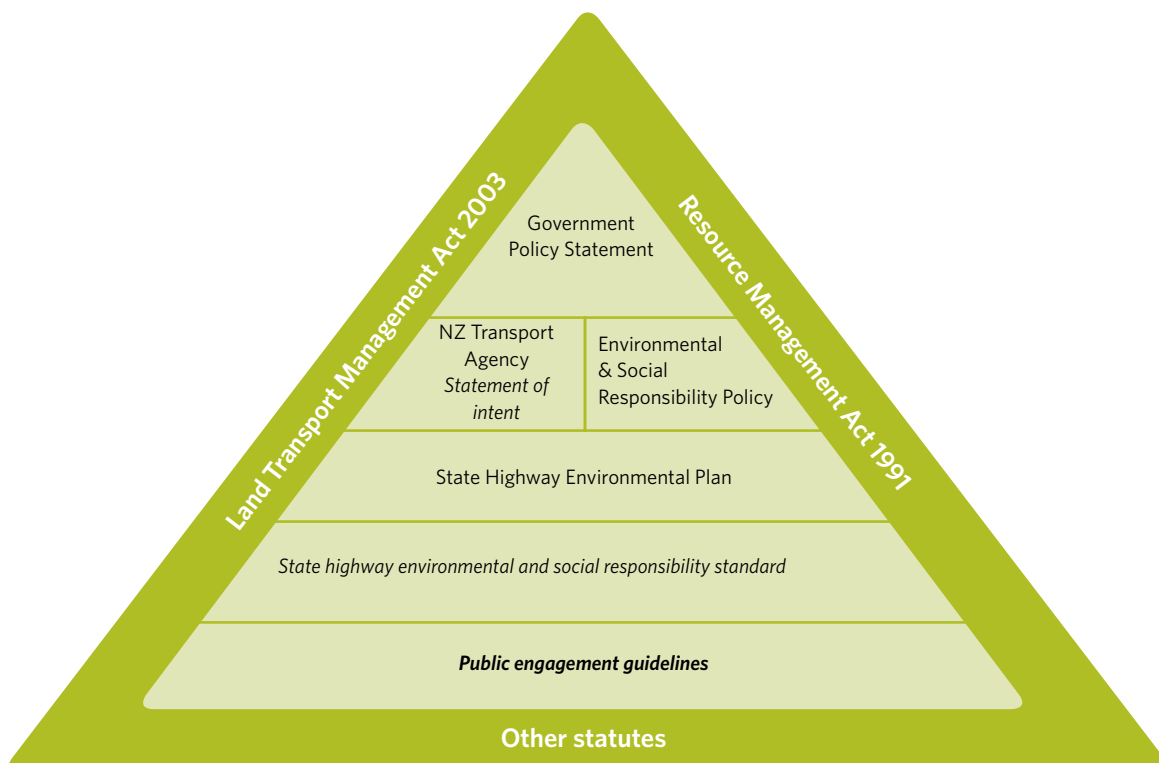 Land Transport Management Act 2003
Resource Management Act 1991
Government
Policy Statement
NZ Transport
Agency
Statement of
intent
Environmental
& Social
Responsibility Policy
State Highway Environmental Plan
State highway environmental and social responsibility standard
Public engagement guidelines
Other statutes